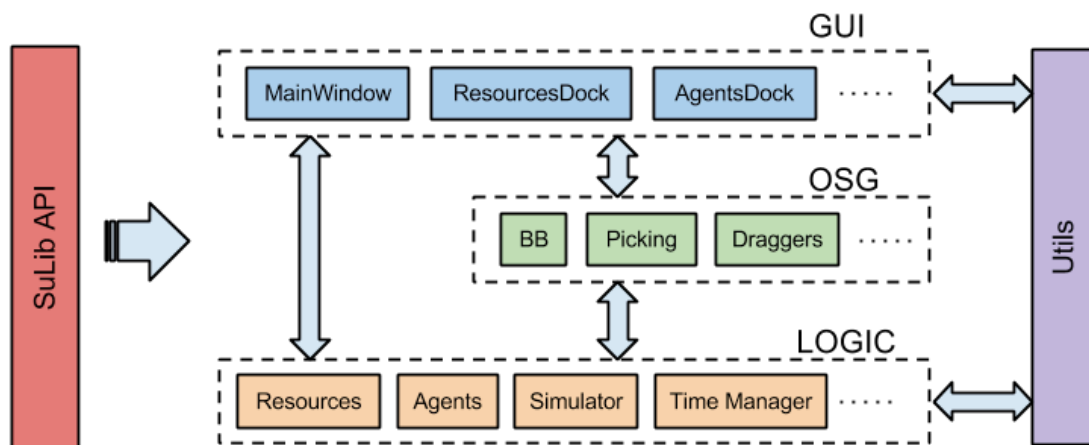 GUI
MainWindow
ResourcesDock
AgentsDock
.....
SuLib API
OSG
BB
Picking
Draggers
.....
Utils
LOGIC
Resources
Agents
Simulator
Time Manager
.....